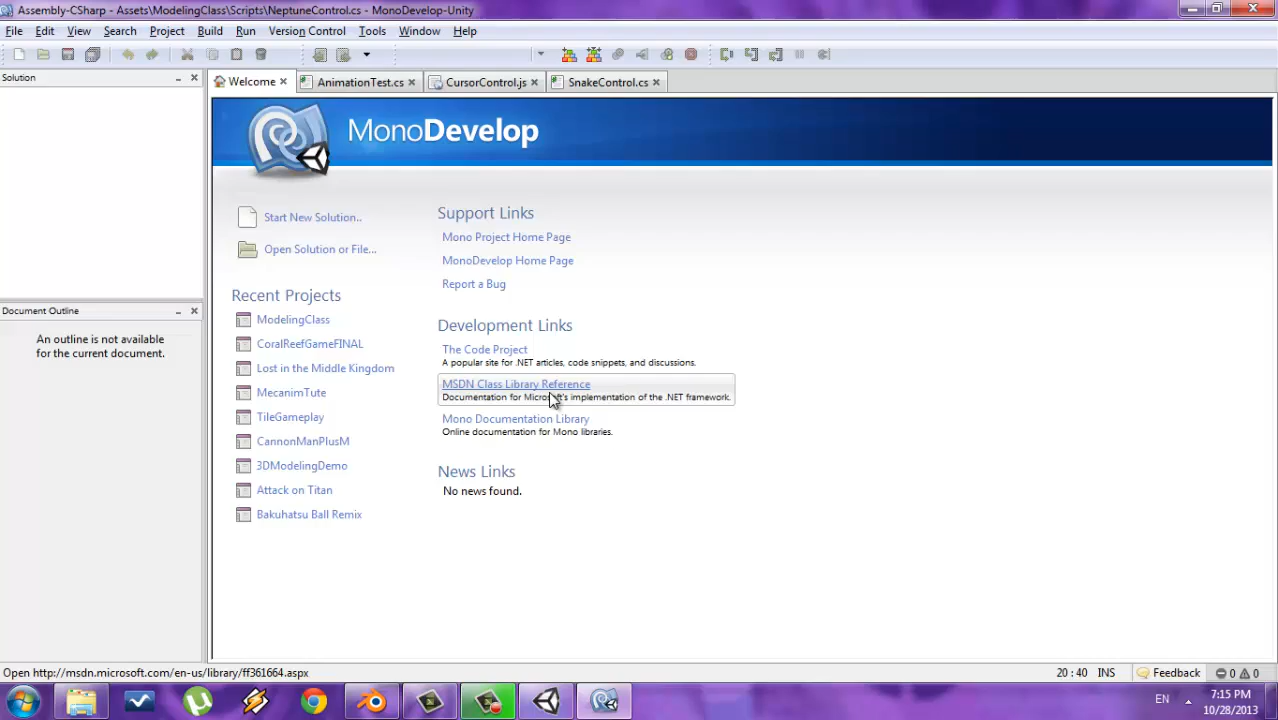 Assembly-CSharp - Assets\ModelingClass\Scripts\NeptuneControl.cs - MonoDevelop-Unity
File Edit View Search Project Build Run Version Control Tools Window Help
Solution
Welcome AnimationTest.cs CursorControl.js SnakeControl.cs
MonoDevelop
Start New Solution..
Open Solution or File...
Recent Projects
ModelingClass
CoralReefGameFINAL
Lost in the Middle Kingdom
MecanimTute
TileGameplay
CannonManPlusM
3DModelingDemo
Attack on Titan
Bakuhatsu Ball Remix
Support Links
Mono Project Home Page
MonoDevelop Home Page
Report a Bug
Development Links
The Code Project
A popular site for .NET articles, code snippets, and discussions.
MSDN Class Library Reference
Documentation for Microsoft's implementation of the .NET framework.
Mono Documentation Library
Online documentation for Mono libraries.
News Links
No news found.
Document Outline
An outline is not available
for the current document.
Open http://msdn.microsoft.com/en-us/library/ff361664.aspx
20 : 40 INS Feedback 0 0
EN 7:15 PM
10/28/2013